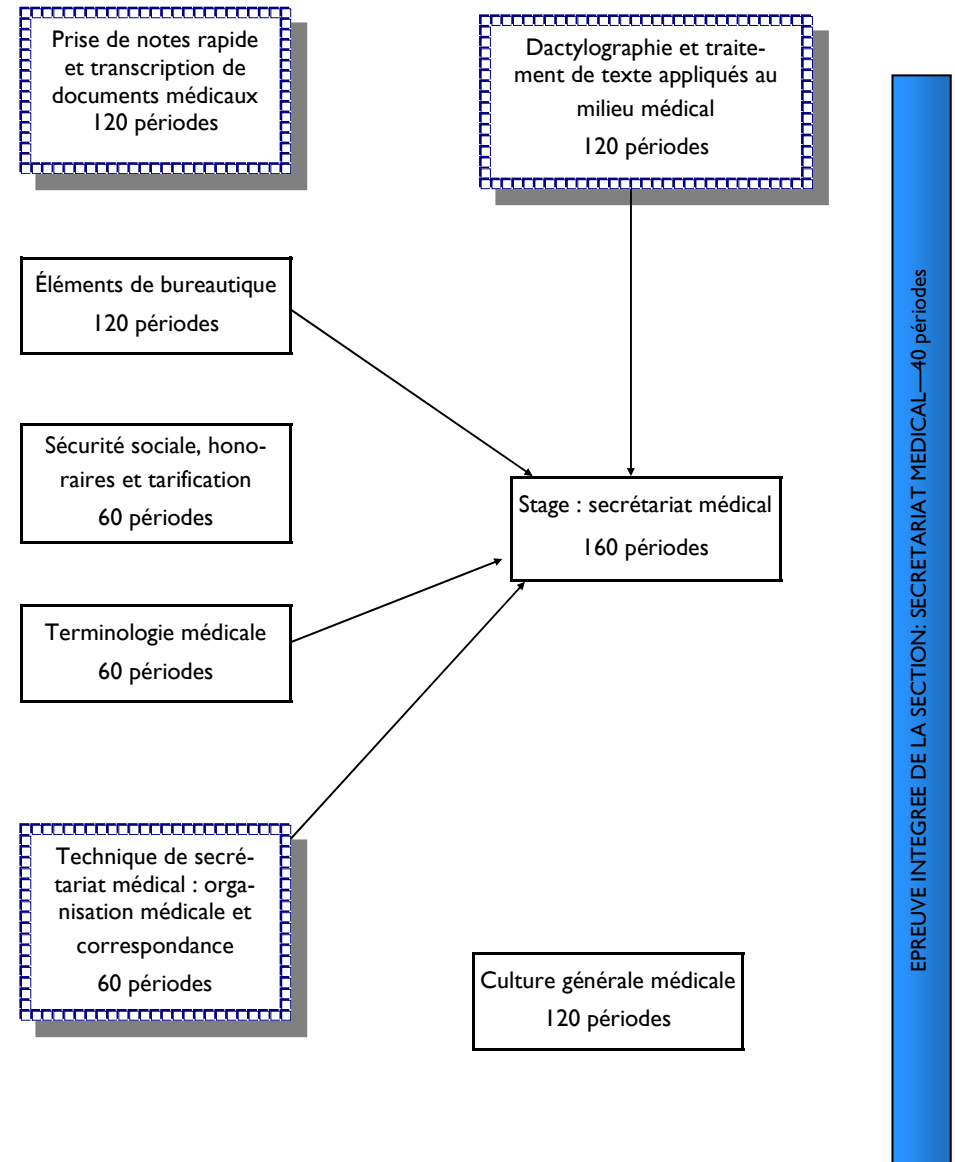 Prise de notes rapide
et transcription de
documents médicaux
120 périodes
Dactylographie et traite-
ment de texte appliqués au
milieu médical
120 périodes
Éléments de bureautique
120 périodes
Sécurité sociale, hono-
raires et tarification
60 périodes
Stage : secrétariat médical
160 périodes
Terminologie médicale
60 périodes
Technique de secré-
tariat médical : orga-
nisation médicale et
correspondance
60 périodes
Culture générale médicale
120 périodes
EPREUVE INTEGREE DE LA SECTION: SECRETARIAT MEDICAL—40 périodes